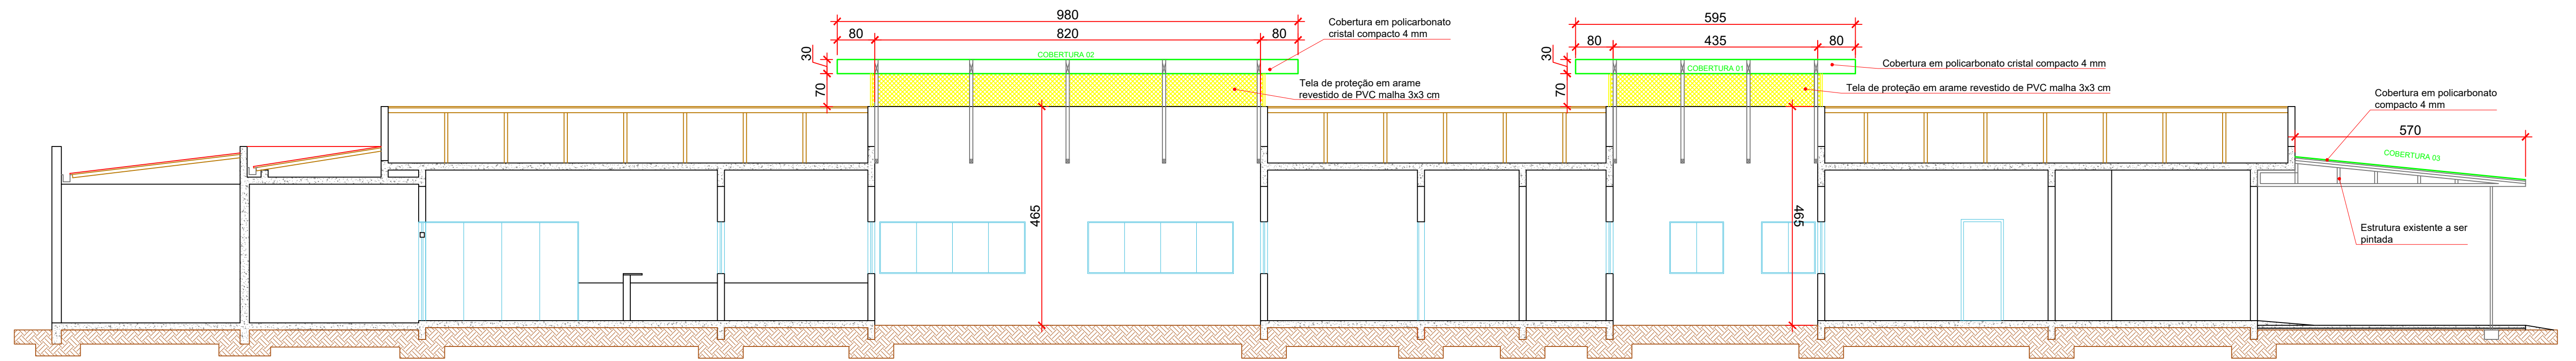 980
80
820
80
30
70
COBERTURA 02
Cobertura em policarbonato
cristal compacto 4 mm
Tela de proteção em arame
revestido de PVC malha 3x3 cm
465
595
80
435
80
30
70
COBERTURA 01
Cobertura em policarbonato cristal compacto 4 mm
Tela de proteção em arame revestido de PVC malha 3x3 cm
465
Cobertura em policarbonato
compacto 4 mm
570
COBERTURA 03
Estrutura existente a ser
pintada